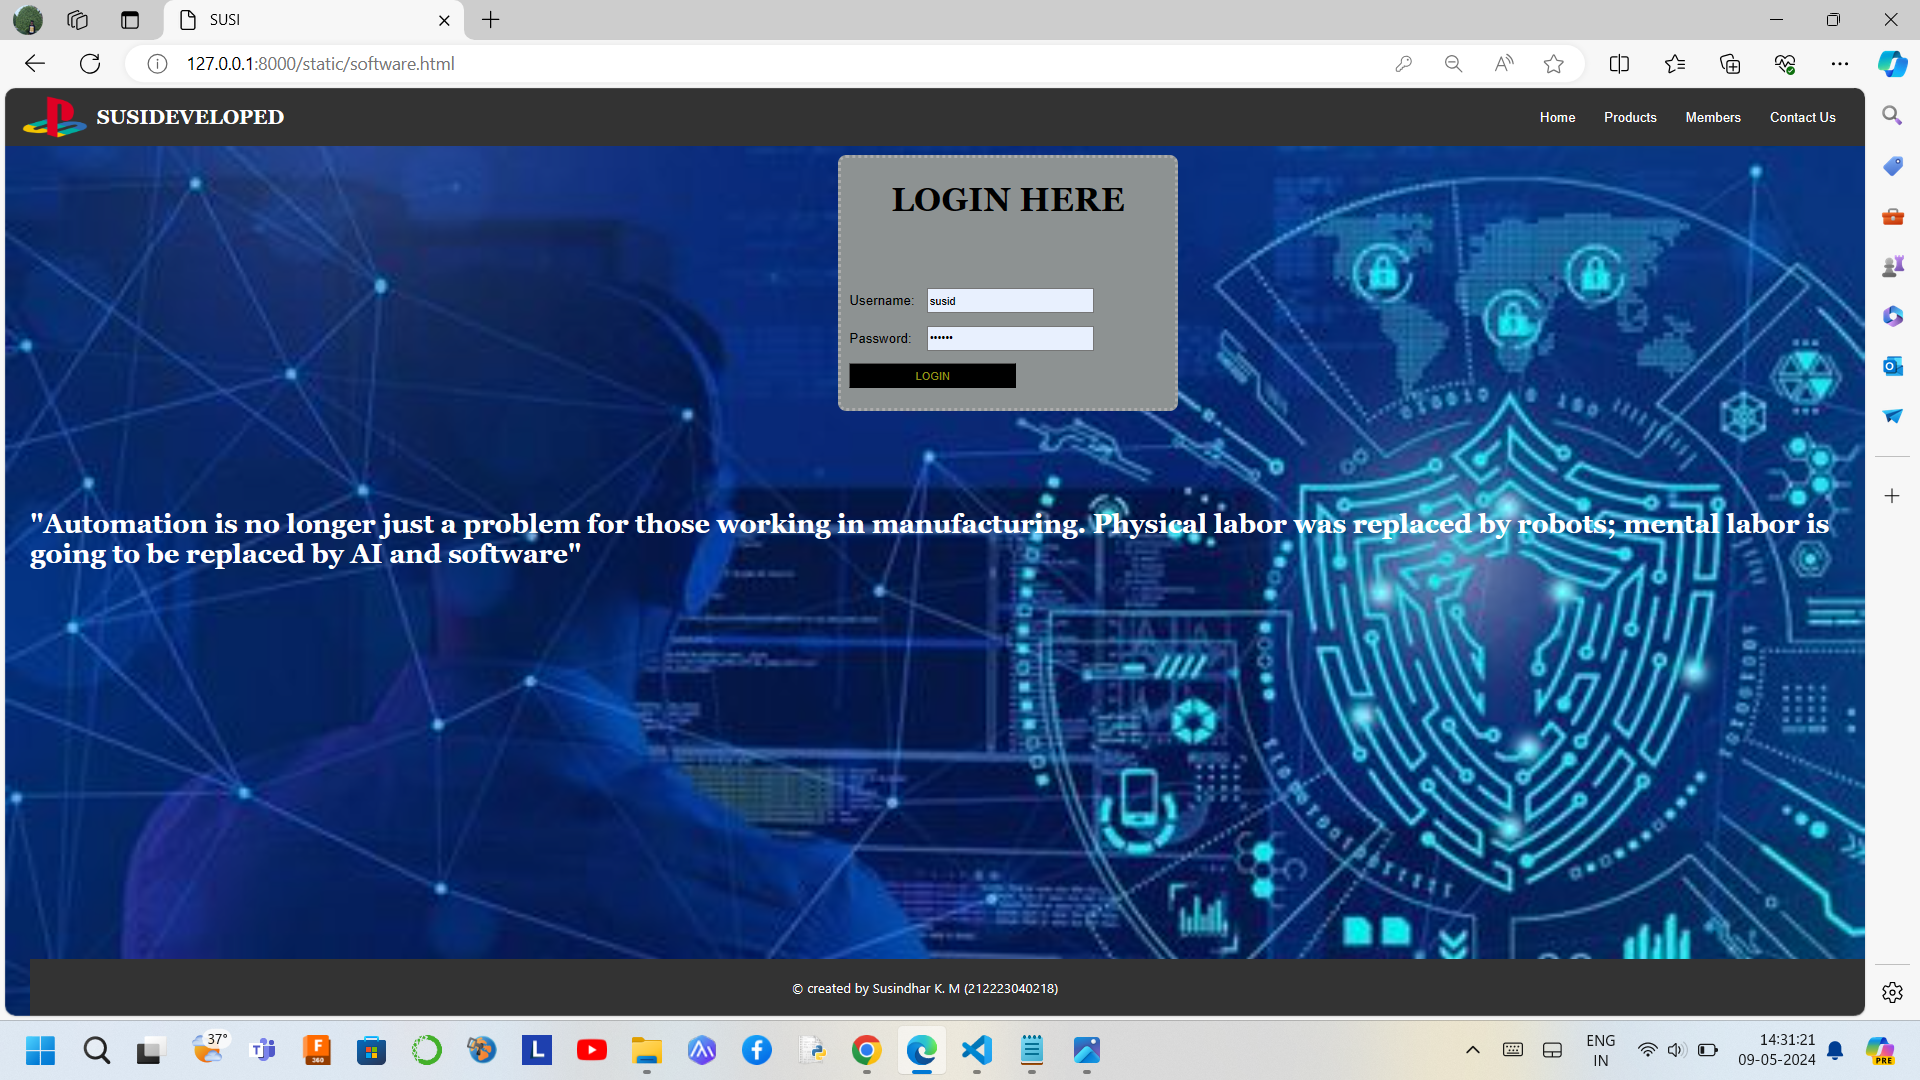 SUSI
127.0.0.1:8000/static/software.html
SUSIDEVELOPED
Home Products Members Contact Us
LOGIN HERE
Username: susid
Password: ••••••
LOGIN
"Automation is no longer just a problem for those working in manufacturing. Physical labor was replaced by robots; mental labor is
going to be replaced by AI and software"
© created by Susindhar K. M (212223040218)
37°
ENG
IN
14:31:21
09-05-2024
PRE